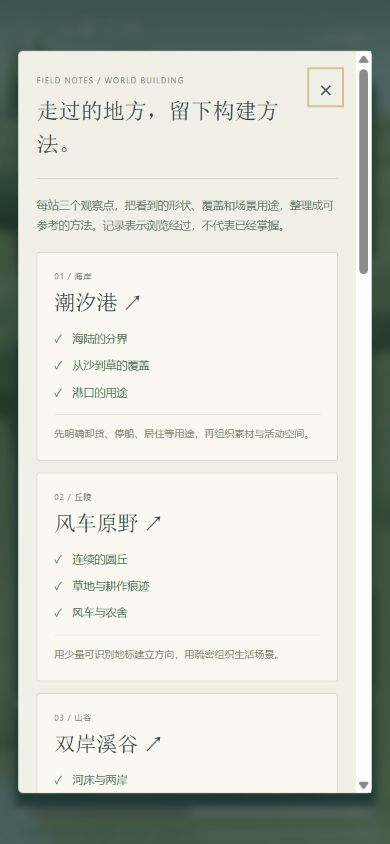 FIELD NOTES / WORLD BUILDING
走过的地方，留下构建方
法。
每站三个观察点，把看到的形状、覆盖和场景用途，整理成可
参考的方法。记录表示浏览经过，不代表已经掌握。
01 / 海岸
潮汐港 ↗
✓ 海陆的分界
✓ 从沙到草的覆盖
✓ 港口的用途
先明确卸货、停船、居住等用途，再组织素材与活动空间。
02 / 丘陵
风车原野 ↗
✓ 连续的圆丘
✓ 草地与耕作痕迹
✓ 风车与农舍
用少量可识别地标建立方向，用疏密组织生活场景。
03 / 山谷
双岸溪谷 ↗
✓ 河床与两岸